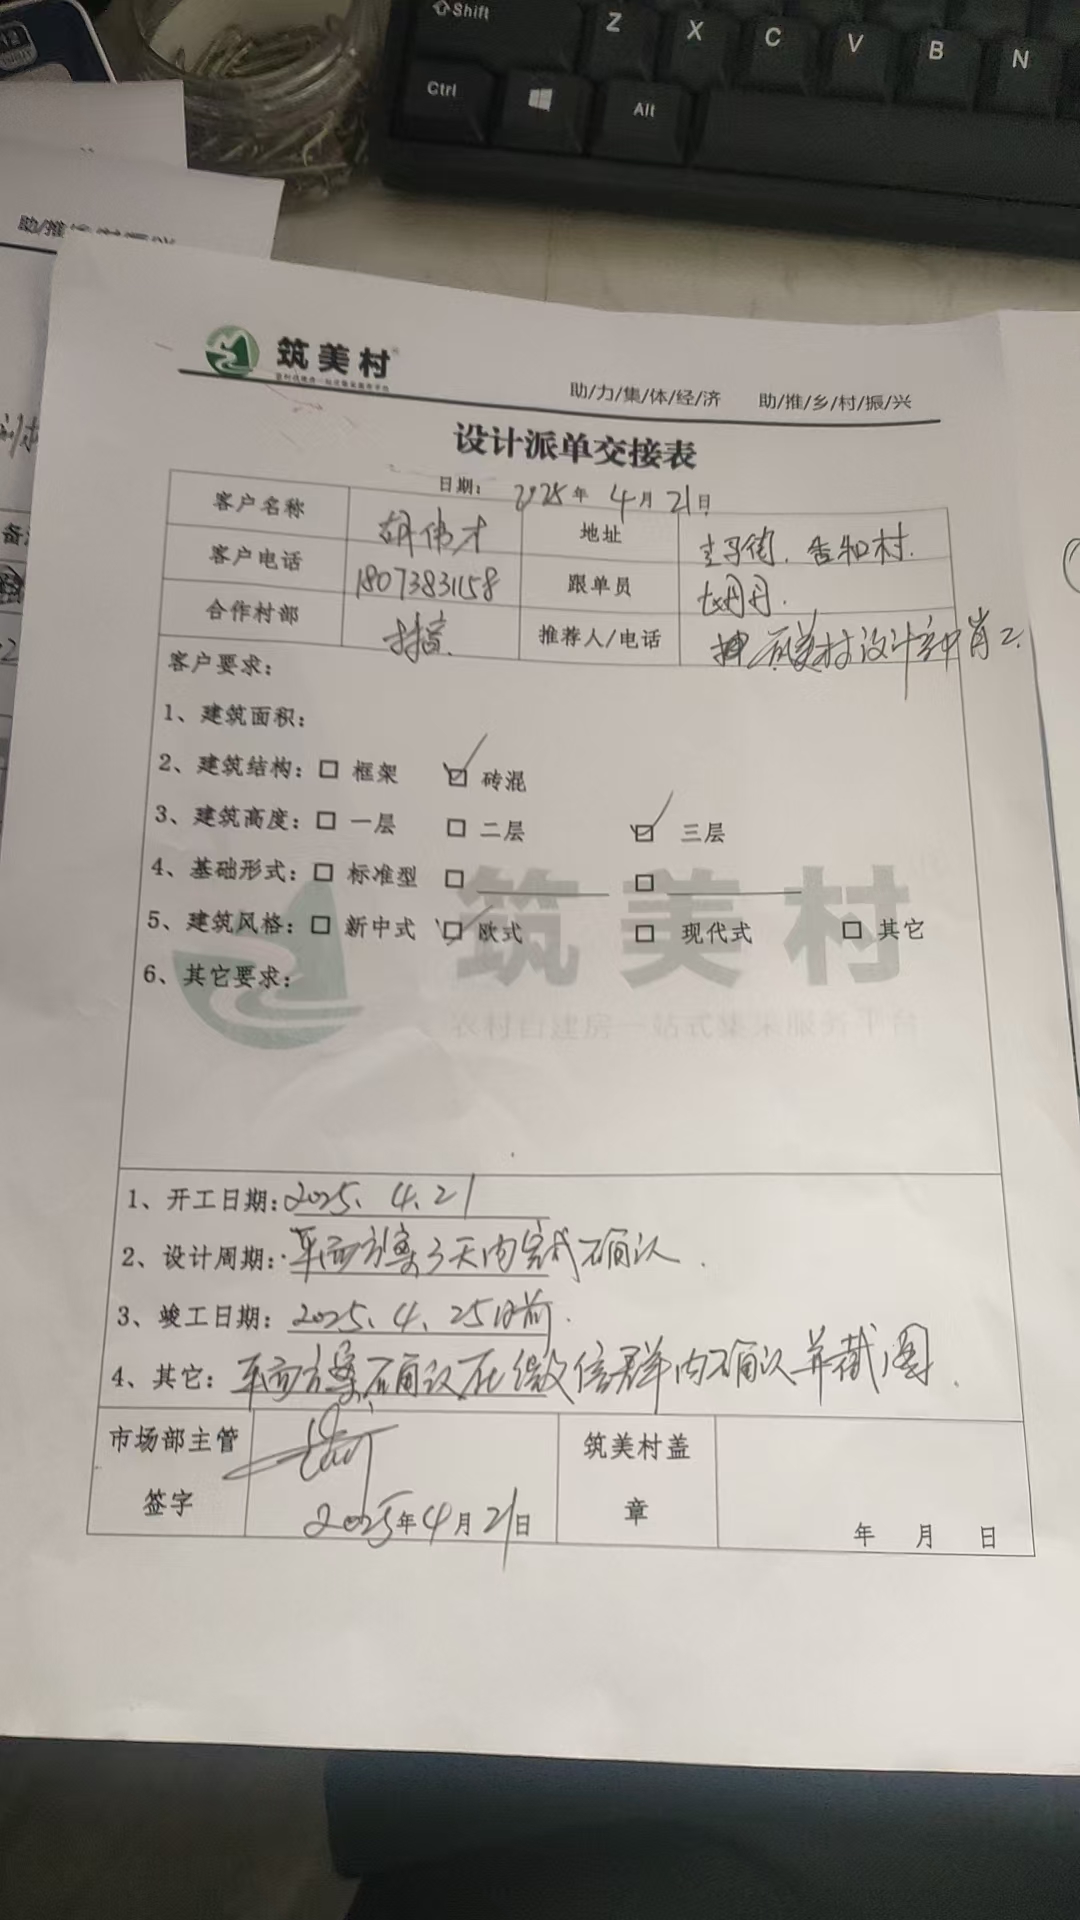 Shift
Z X C V B N
Ctrl Alt
助/推
筑美村
助/力/集/体/经/济 助/推/乡/村/振/兴
设计派单交接表
日期: 2025年 4月 21日
客户名称 胡伟才 地址 告和村.
客户电话 18073831158 跟单员 丹丹.
合作村部 推荐人/电话 筑美村设计部肖工.
客户要求:
1、建筑面积:
2、建筑结构: □ 框架 ☑ 砖混
3、建筑高度: □ 一层 □ 二层 ☑ 三层
4、基础形式: □ 标准型 □ □
5、建筑风格: □ 新中式 ☑ 欧式 □ 现代式 □ 其它
6、其它要求:
筑美村
农村自建房一站式集采服务平台
1、开工日期: 2025. 4. 21
2、设计周期: 平面方案3天内完成确认.
3、竣工日期: 2025. 4. 25日前.
4、其它: 平面方案确认在微信群内确认并截图.
市场部主管 筑美村盖
签字 章
2025年4月21日 年 月 日